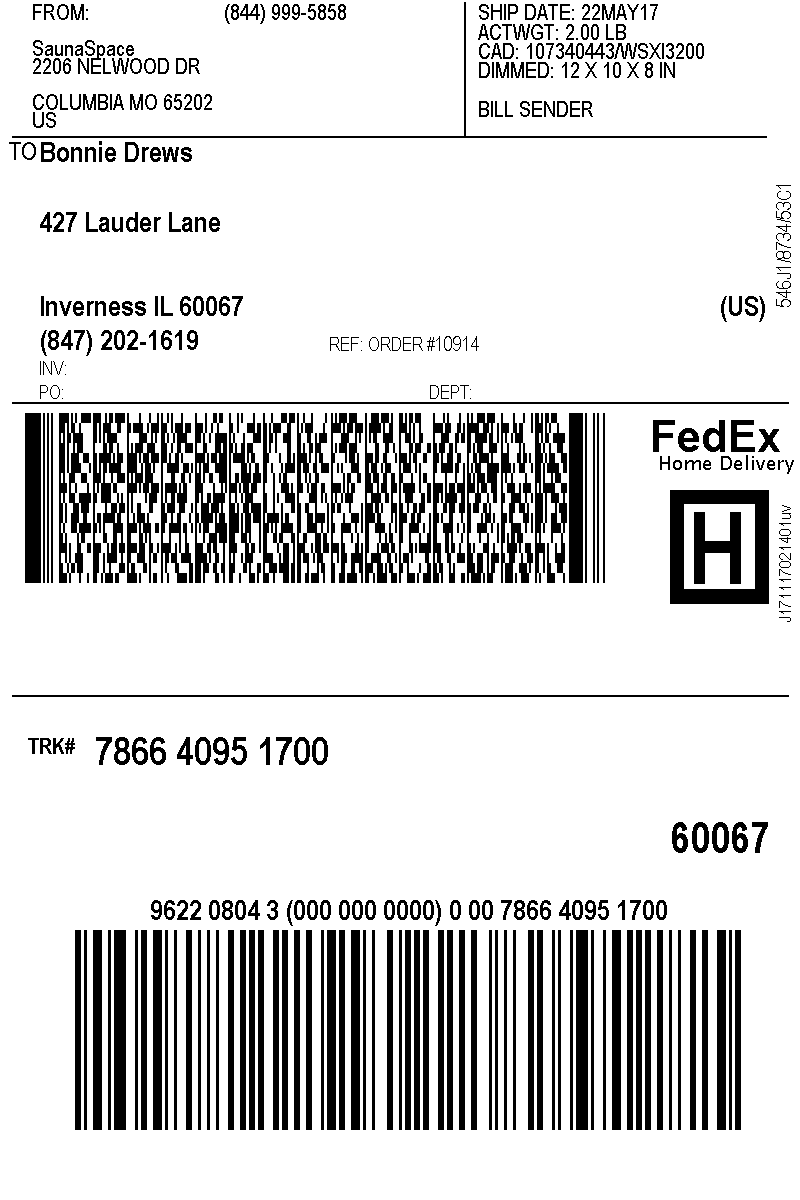 FROM: (844) 999-5858
SaunaSpace
2206 NELWOOD DR
COLUMBIA MO 65202
US
SHIP DATE: 22MAY17
ACTWGT: 2.00 LB
CAD: 107340443/WSXI3200
DIMMED: 12 X 10 X 8 IN
BILL SENDER
TO Bonnie Drews
427 Lauder Lane
Inverness IL 60067 (US)
(847) 202-1619 REF: ORDER #10914
INV:
PO: DEPT:
546J1/8734/53C1
FedEx
Home Delivery
H
J171117021401uv
TRK# 7866 4095 1700
60067
9622 0804 3 (000 000 0000) 0 00 7866 4095 1700